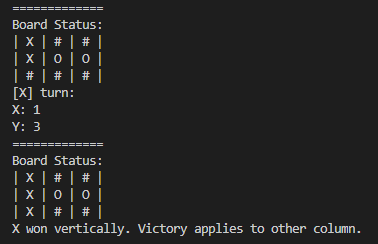 =============
Board Status:
| X | # | # |
| X | O | O |
| # | # | # |
[X] turn:
X: 1
Y: 3
=============
Board Status:
| X | # | # |
| X | O | O |
| X | # | # |
X won vertically. Victory applies to other column.